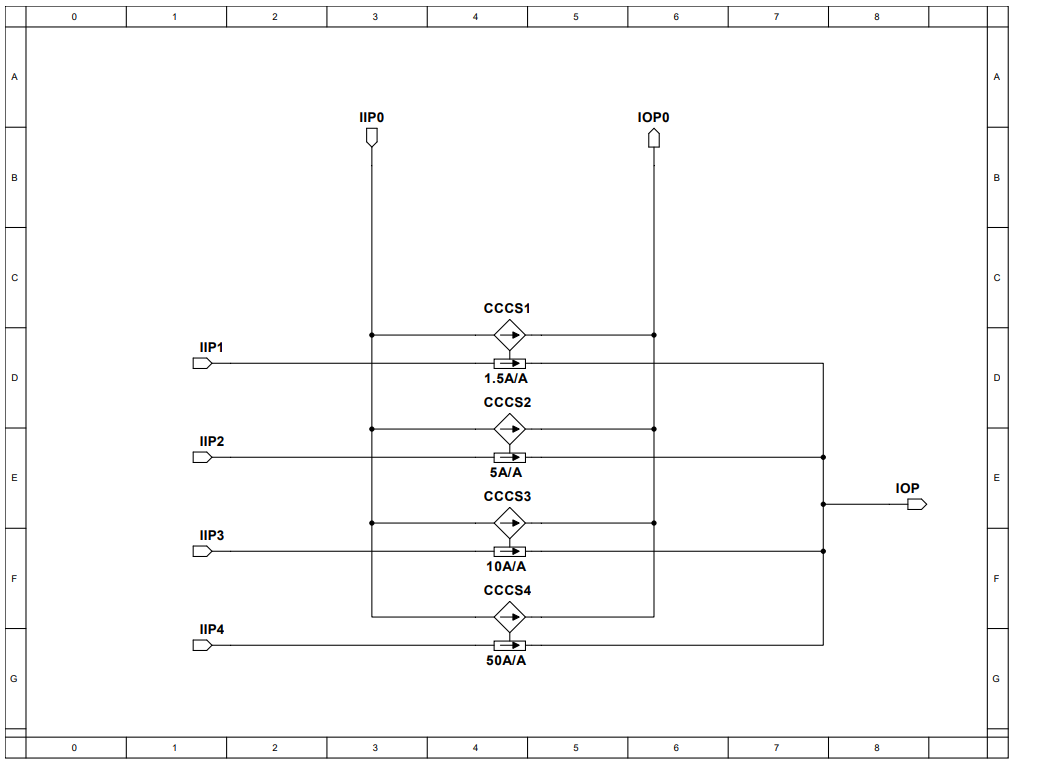 0 1 2 3 4 5 6 7 8
A A
IIP0 IOP0
B B
C C
CCCS1
IIP1
D D
1.5A/A
CCCS2
IIP2
5A/A
E E
IOP
CCCS3
IIP3
10A/A
F F
CCCS4
IIP4
50A/A
G G
0 1 2 3 4 5 6 7 8